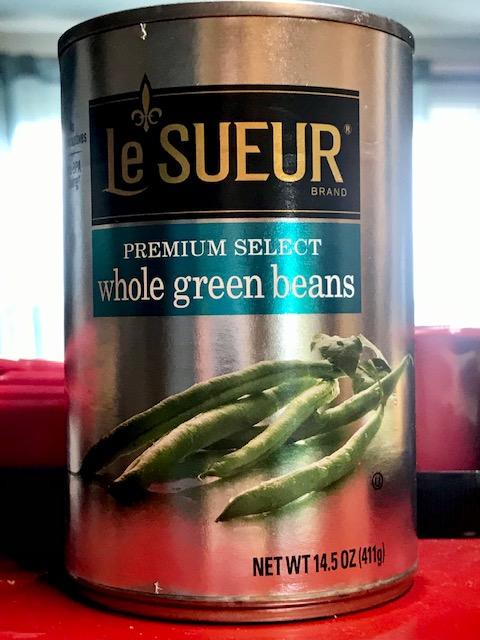 Le SUEUR®
BRAND
PREMIUM SELECT
whole green beans
U
NET WT 14.5 OZ (411g)